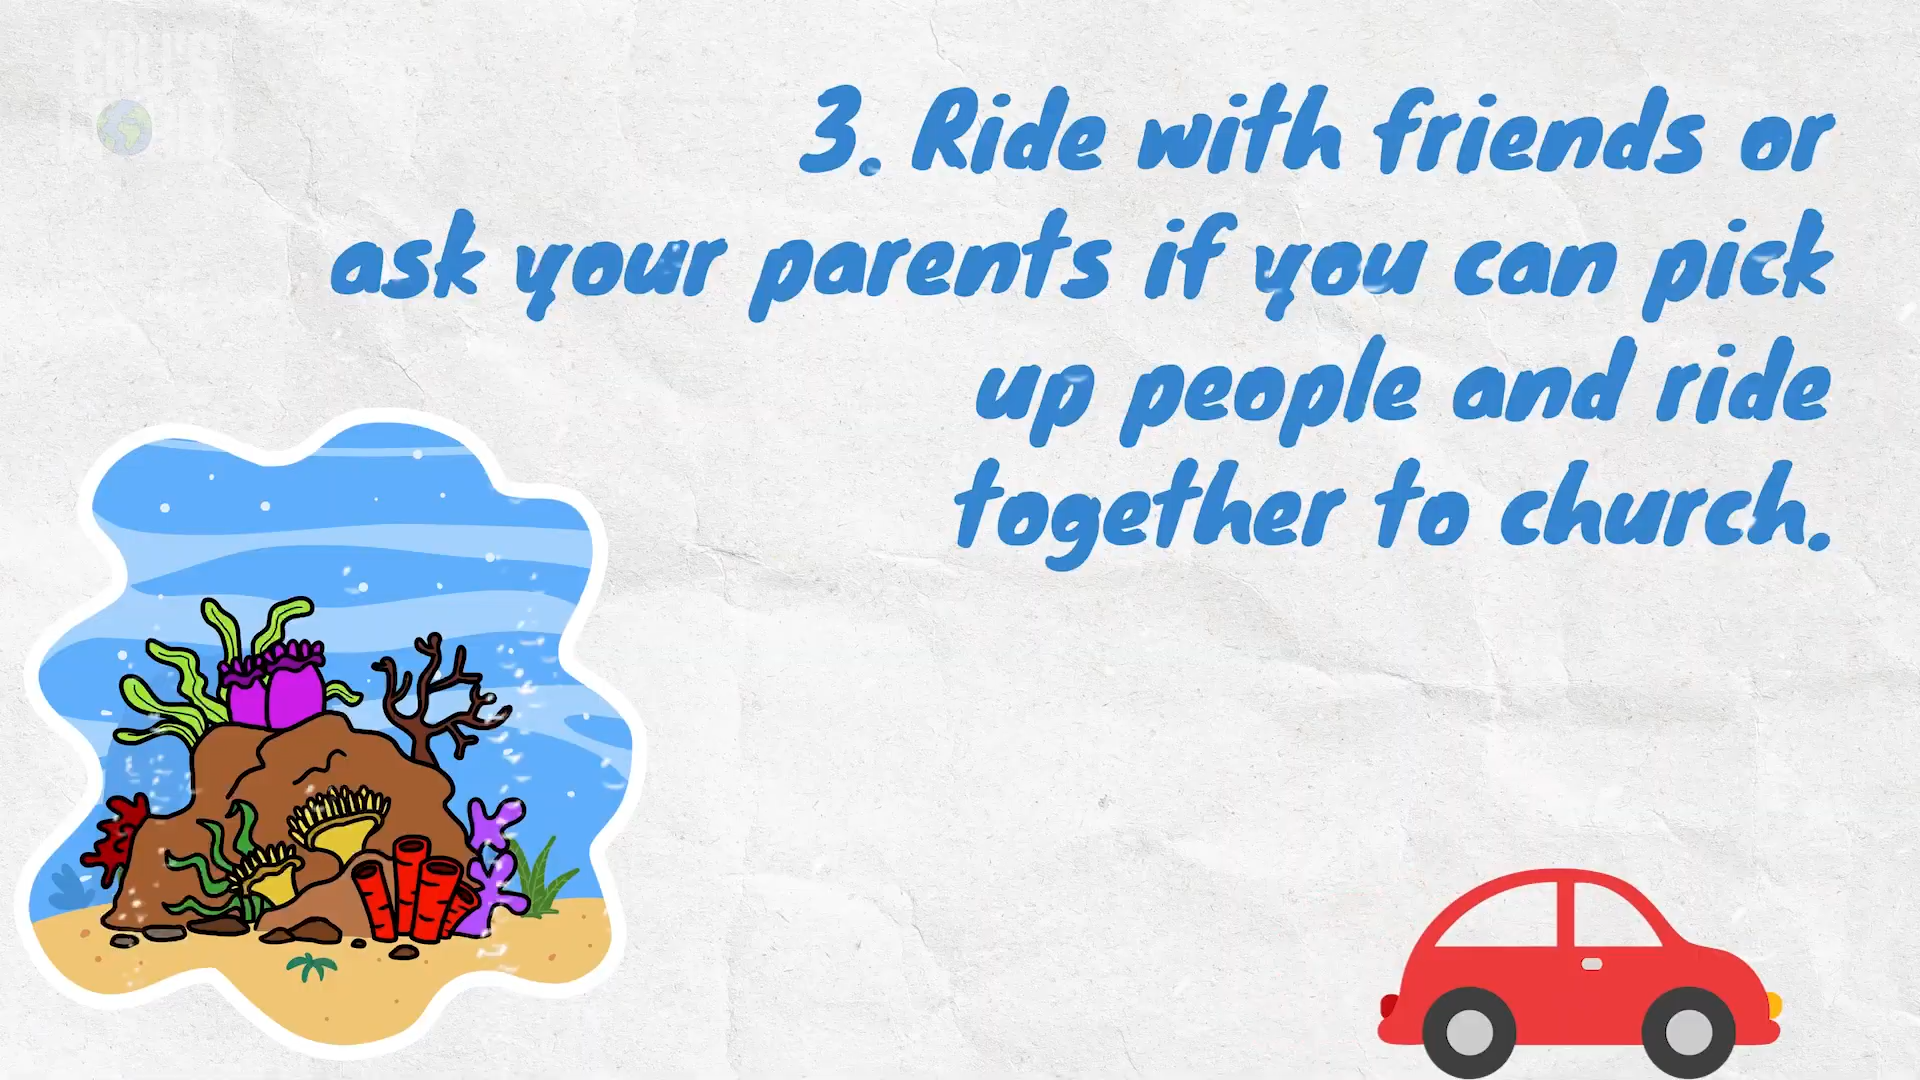 3. Ride with friends or
ask your parents if you can pick
up people and ride
together to church.